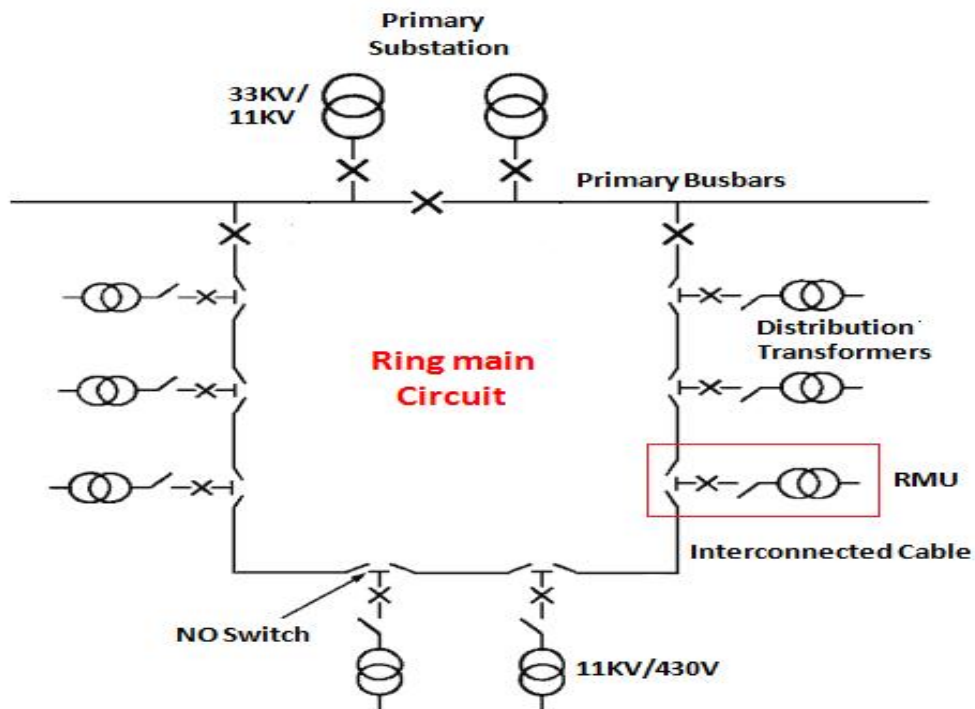 Primary
Substation
33KV/
11KV
Primary Busbars
Distribution
Transformers
Ring main
Circuit
RMU
Interconnected Cable
NO Switch
11KV/430V